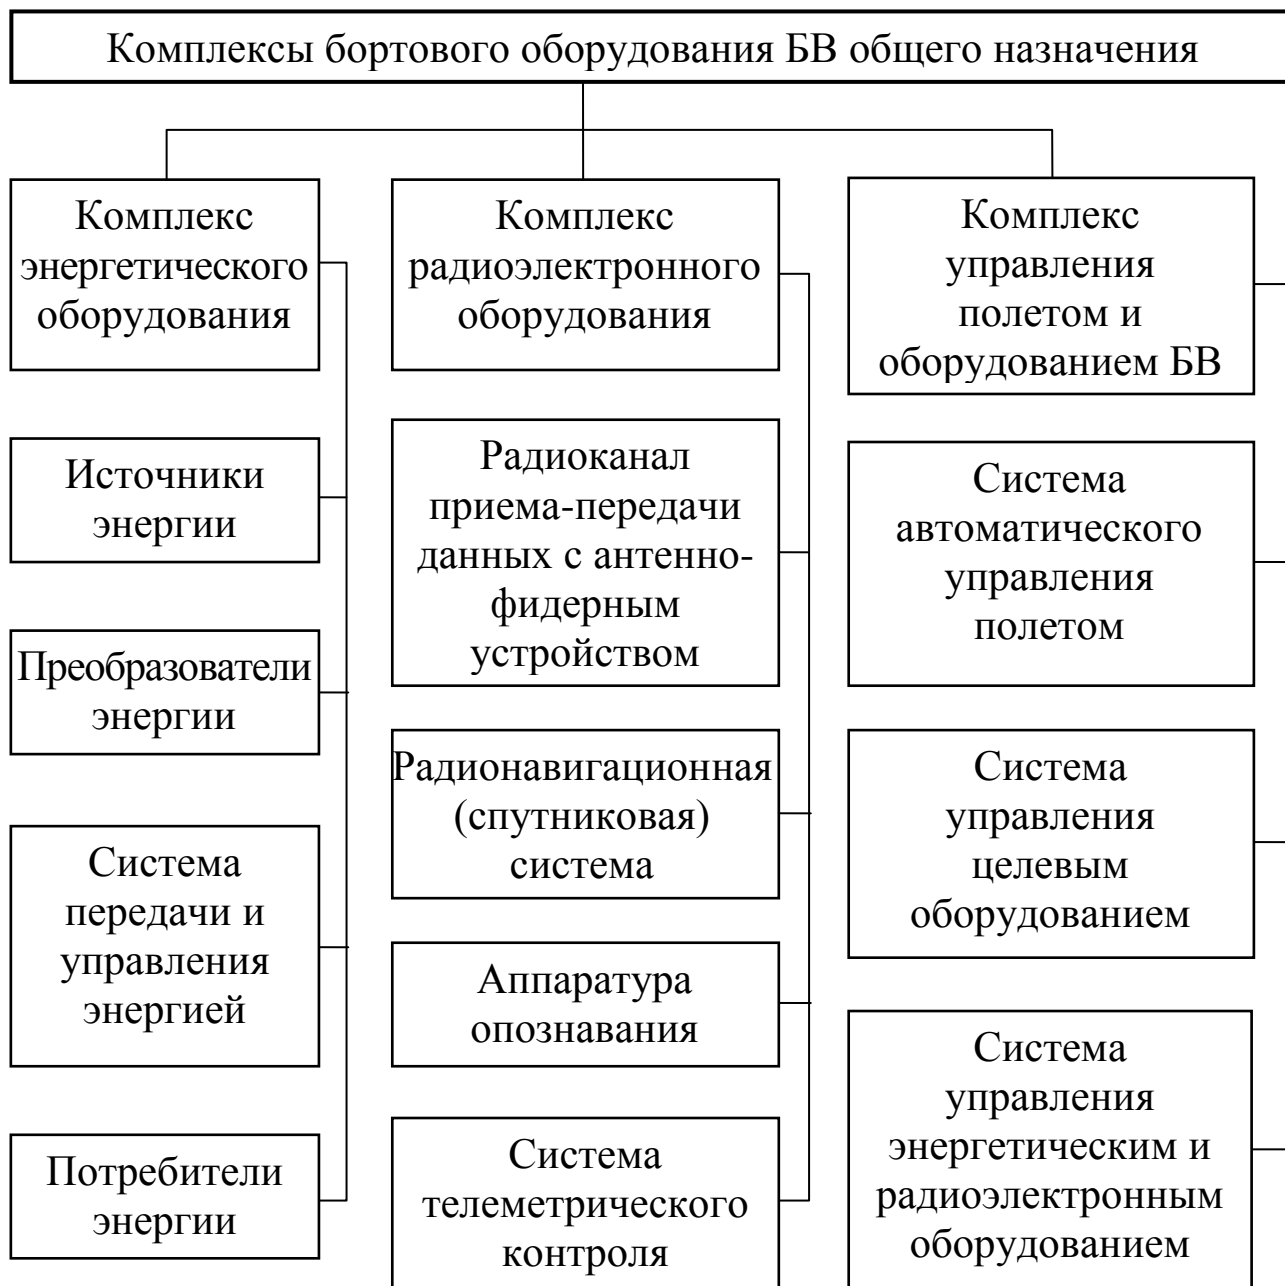 Комплексы бортового оборудования БВ общего назначения
Комплекс
энергетического
оборудования
Источники
энергии
Преобразователи
энергии
Система
передачи и
управления
энергией
Потребители
энергии
Комплекс
радиоэлектронного
оборудования
Радиоканал
приема-передачи
данных с антенно-
фидерным
устройством
Радионавигационная
(спутниковая)
система
Аппаратура
опознавания
Система
телеметрического
контроля
Комплекс
управления
полетом и
оборудованием БВ
Система
автоматического
управления
полетом
Система
управления
целевым
оборудованием
Система
управления
энергетическим и
радиоэлектронным
оборудованием